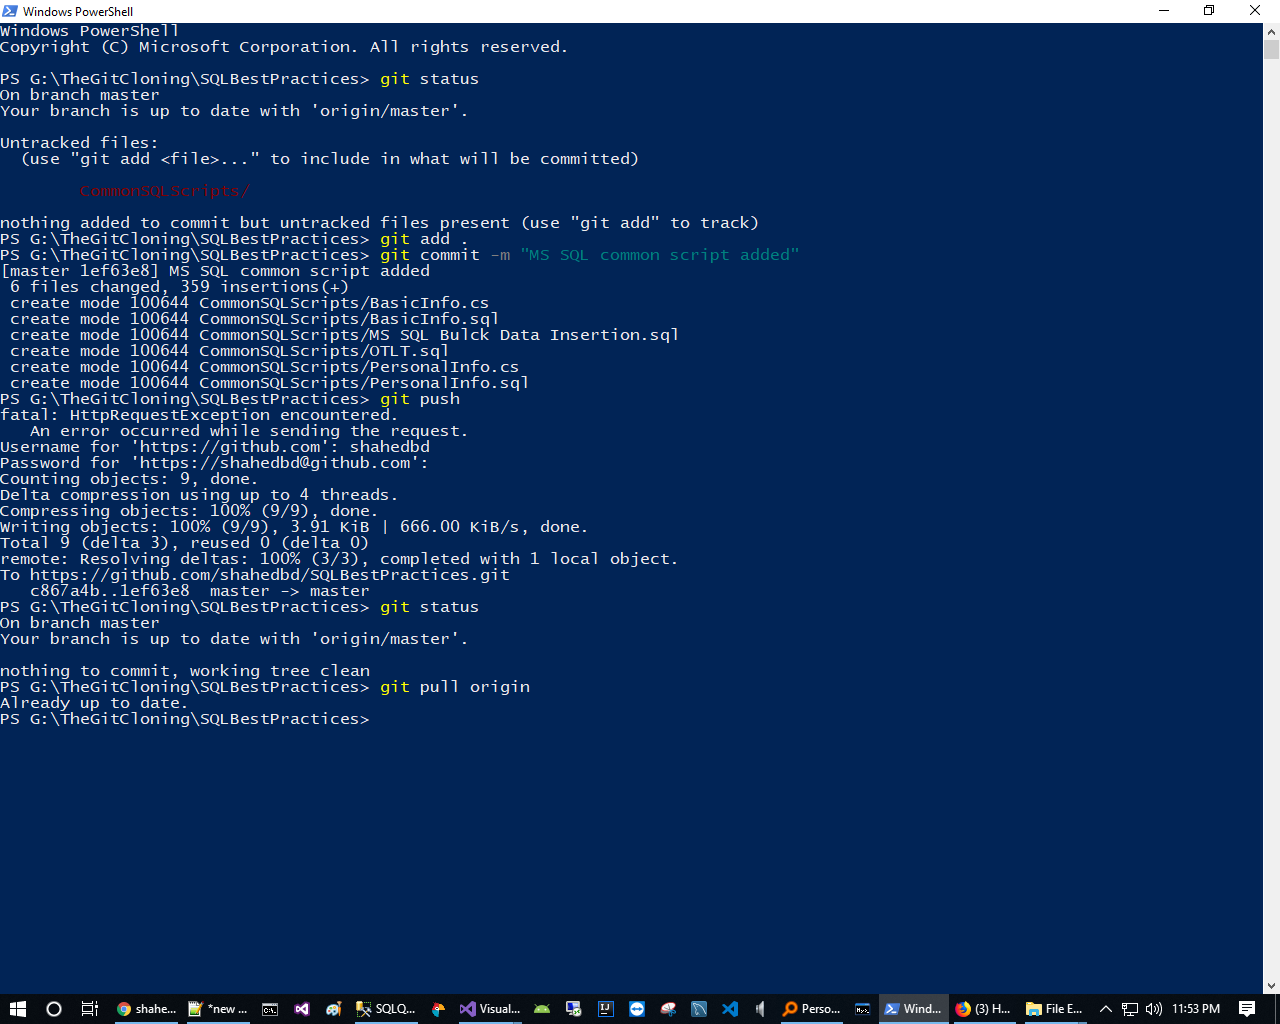 Windows PowerShell
Windows PowerShell
Copyright (C) Microsoft Corporation. All rights reserved.
PS G:\TheGitCloning\SQLBestPractices> git status
On branch master
Your branch is up to date with 'origin/master'.
Untracked files:
  (use "git add <file>..." to include in what will be committed)
        CommonSQLScripts/
nothing added to commit but untracked files present (use "git add" to track)
PS G:\TheGitCloning\SQLBestPractices> git add .
PS G:\TheGitCloning\SQLBestPractices> git commit -m "MS SQL common script added"
[master 1ef63e8] MS SQL common script added
 6 files changed, 359 insertions(+)
 create mode 100644 CommonSQLScripts/BasicInfo.cs
 create mode 100644 CommonSQLScripts/BasicInfo.sql
 create mode 100644 CommonSQLScripts/MS SQL Bulck Data Insertion.sql
 create mode 100644 CommonSQLScripts/OTLT.sql
 create mode 100644 CommonSQLScripts/PersonalInfo.cs
 create mode 100644 CommonSQLScripts/PersonalInfo.sql
PS G:\TheGitCloning\SQLBestPractices> git push
fatal: HttpRequestException encountered.
   An error occurred while sending the request.
Username for 'https://github.com': shahedbd
Password for 'https://shahedbd@github.com':
Counting objects: 9, done.
Delta compression using up to 4 threads.
Compressing objects: 100% (9/9), done.
Writing objects: 100% (9/9), 3.91 KiB | 666.00 KiB/s, done.
Total 9 (delta 3), reused 0 (delta 0)
remote: Resolving deltas: 100% (3/3), completed with 1 local object.
To https://github.com/shahedbd/SQLBestPractices.git
   c867a4b..1ef63e8  master -> master
PS G:\TheGitCloning\SQLBestPractices> git status
On branch master
Your branch is up to date with 'origin/master'.
nothing to commit, working tree clean
PS G:\TheGitCloning\SQLBestPractices> git pull origin
Already up to date.
PS G:\TheGitCloning\SQLBestPractices>
shahe... *new ... SQLQ... Visual... Perso... Wind... (3) H... File E... 11:53 PM